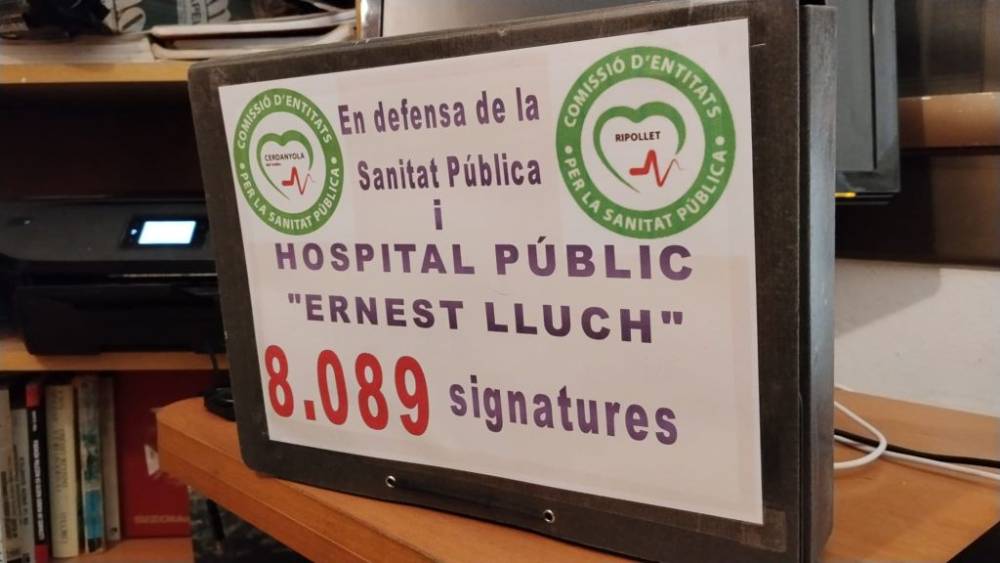 COMISSIÓ D'ENTITATS
CERDANYOLA
PER LA SANITAT PÚBLICA
En defensa de la
Sanitat Pública
i
HOSPITAL PÚBLIC
"ERNEST LLUCH"
8.089 signatures
COMISSIÓ D'ENTITATS
RIPOLLET
PER LA SANITAT PÚBLICA